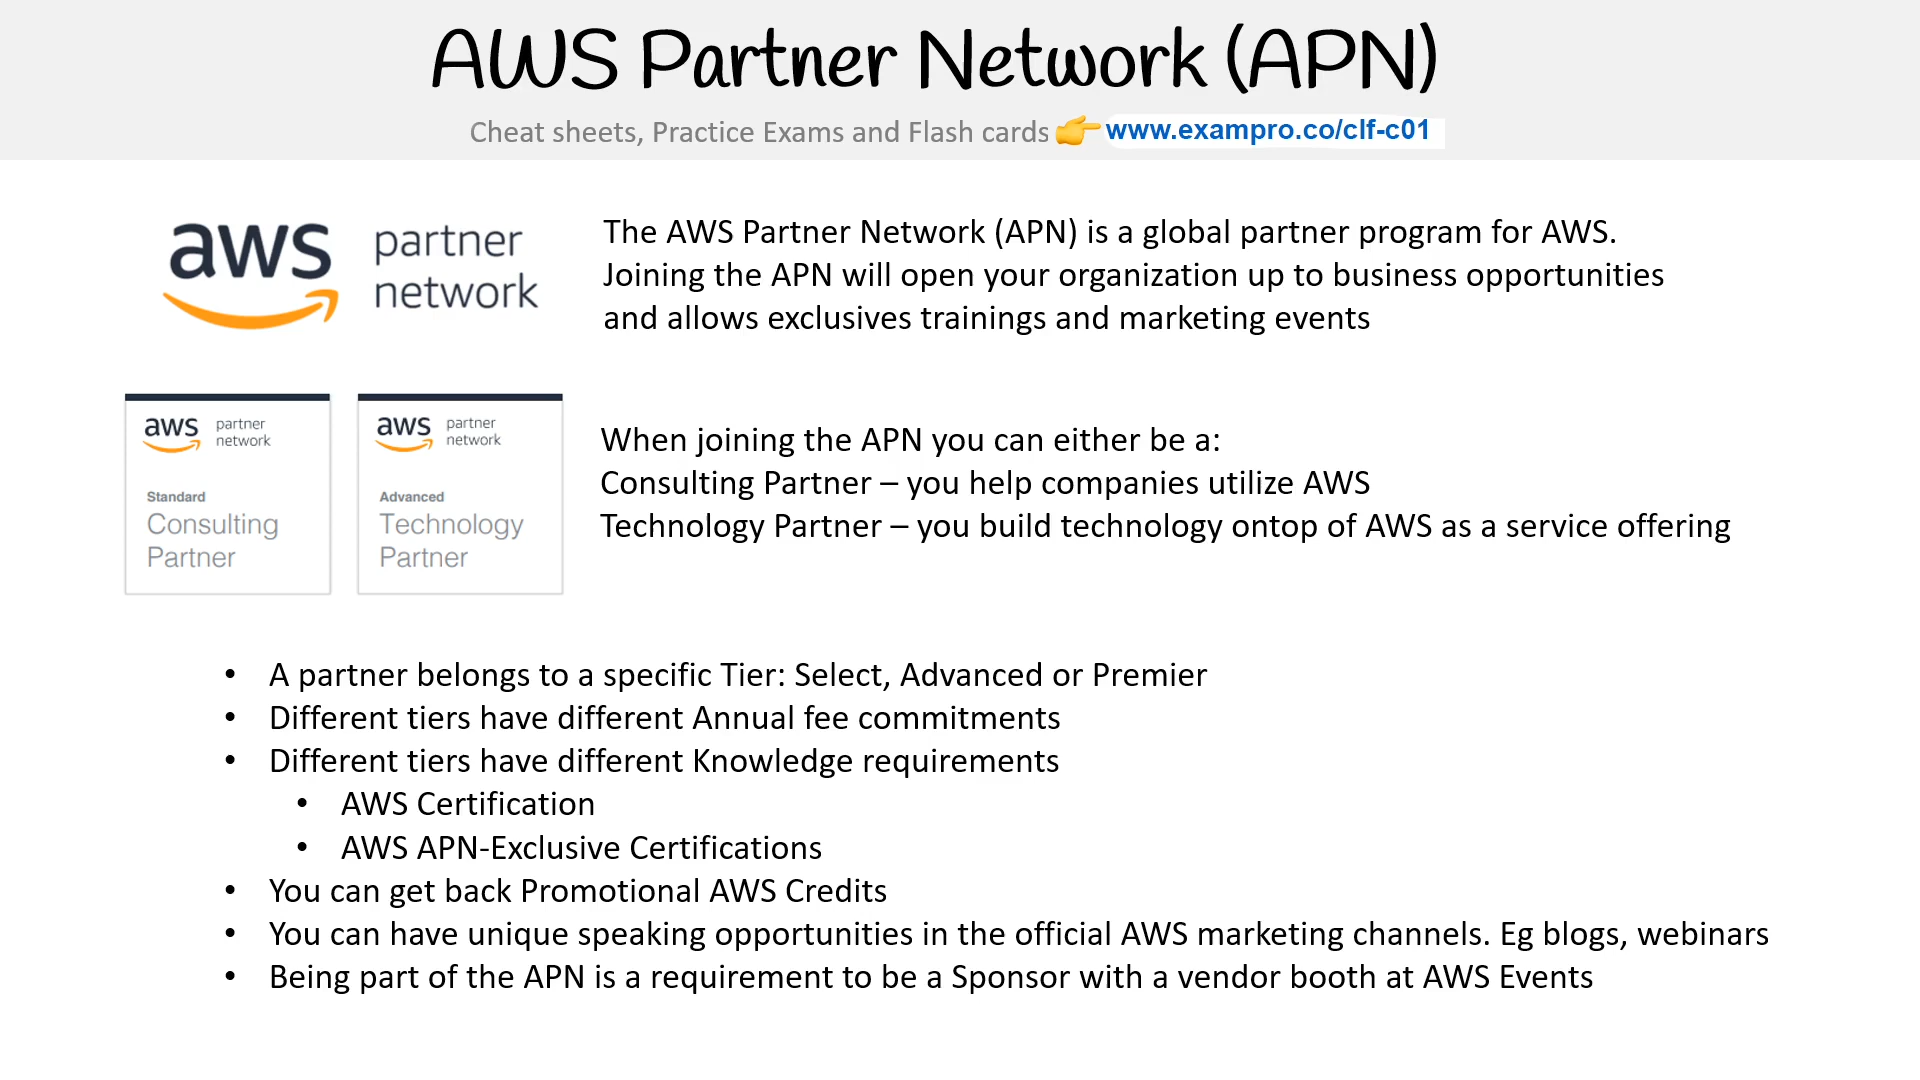 AWS Partner Network (APN)
Cheat sheets, Practice Exams and Flash cards 👉 www.exampro.co/clf-c01
aws partner network
The AWS Partner Network (APN) is a global partner program for AWS.
Joining the APN will open your organization up to business opportunities
and allows exclusives trainings and marketing events
aws partner network
Standard
Consulting
Partner
aws partner network
Advanced
Technology
Partner
When joining the APN you can either be a:
Consulting Partner – you help companies utilize AWS
Technology Partner – you build technology ontop of AWS as a service offering
• A partner belongs to a specific Tier: Select, Advanced or Premier
• Different tiers have different Annual fee commitments
• Different tiers have different Knowledge requirements
• AWS Certification
• AWS APN-Exclusive Certifications
• You can get back Promotional AWS Credits
• You can have unique speaking opportunities in the official AWS marketing channels. Eg blogs, webinars
• Being part of the APN is a requirement to be a Sponsor with a vendor booth at AWS Events